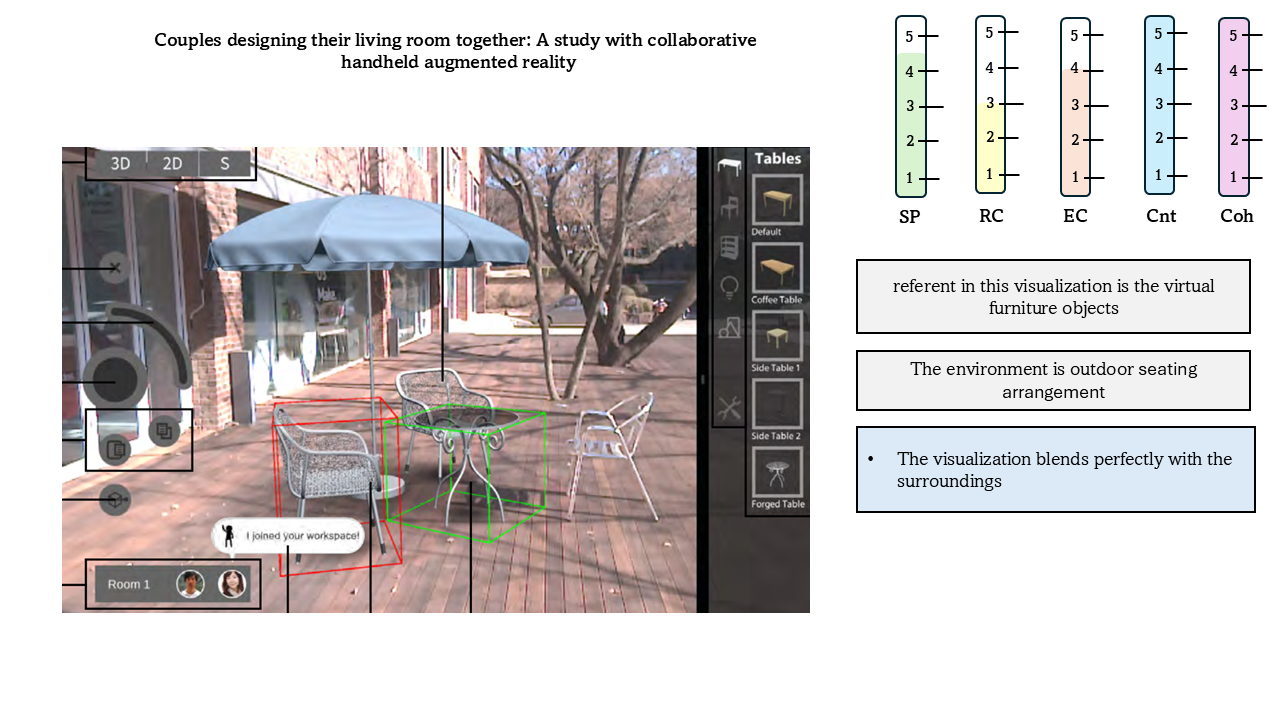 Couples designing their living room together: A study with collaborative
handheld augmented reality
5
4
3
2
1
SP
5
4
3
2
1
RC
5
4
3
2
1
EC
5
4
3
2
1
Cnt
5
4
3
2
1
Coh
3D 2D S
Tables
Default
Coffee Table
Side Table 1
Side Table 2
Forged Table
I joined your workspace!
Room 1
referent in this visualization is the virtual
furniture objects
The environment is outdoor seating
arrangement
• The visualization blends perfectly with the
surroundings